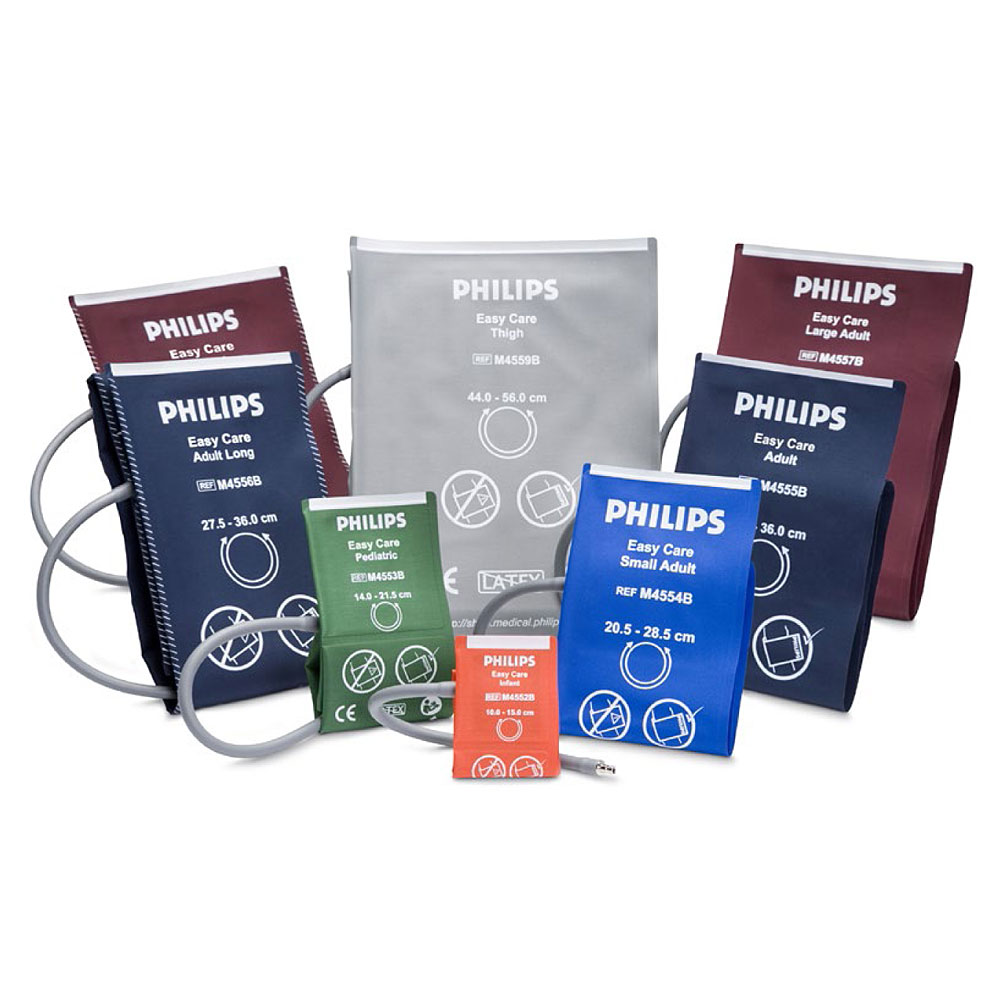 PHILIPS
Easy Care
PHILIPS
Easy Care
Adult Long
REF M4556B
27.5 - 36.0 cm
PHILIPS
Easy Care
Thigh
REF M4559B
44.0 - 56.0 cm
LATEX
PHILIPS
Easy Care
Large Adult
REF M4557B
PHILIPS
Easy Care
Adult
M4555B
36.0 cm
PHILIPS
Easy Care
Pediatric
REF M4553B
14.0 - 21.5 cm
CE
LATEX
PHILIPS
Easy Care
Small Adult
REF M4554B
20.5 - 28.5 cm
PHILIPS
Easy Care
Infant
REF M4552B
10.0 - 15.0 cm